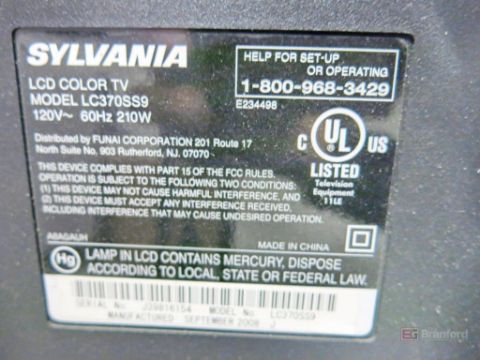 SYLVANIA
LCD COLOR TV
MODEL LC370SS9
120V~ 60Hz 210W
HELP FOR SET-UP
OR OPERATING
1-800-968-3429
E234498
Distributed by FUNAI CORPORATION 201 Route 17
North Suite No, 903 Rutherford, NJ. 07070
C UL US
LISTED
Television
Equipment
11LE
THIS DEVICE COMPLIES WITH PART 15 OF THE FCC RULES.
OPERATION IS SUBJECT TO THE FOLLOWING TWO CONDITIONS:
(1) THIS DEVICE MAY NOT CAUSE HARMFUL INTERFERENCE, AND
(2) THIS DEVICE MUST ACCEPT ANY INTERFERENCE RECEIVED,
INCLUDING INTERFERENCE THAT MAY CAUSE UNDESIRED OPERATION.
A8AGAUH
MADE IN CHINA
Hg
LAMP IN LCD CONTAINS MERCURY, DISPOSE
ACCORDING TO LOCAL, STATE OR FEDERAL LAW.
SERIAL No. J39816154 MODEL No LC370SS9
MANUFACTURED SEPTEMBER 2008 J
EG Branford